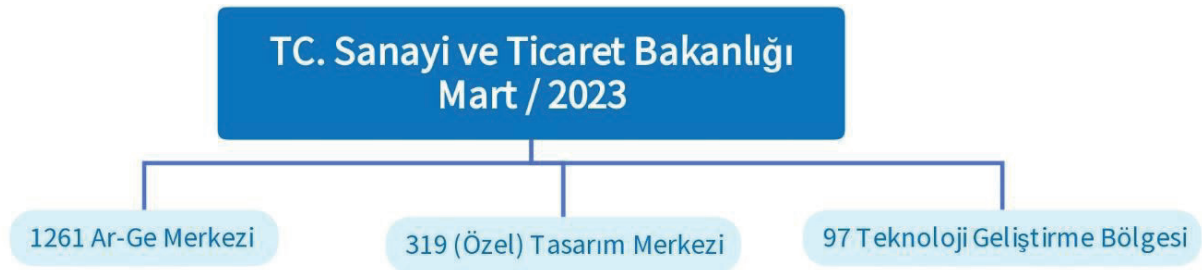 TC. Sanayi ve Ticaret Bakanlığı
Mart / 2023
1261 Ar-Ge Merkezi
319 (Özel) Tasarım Merkezi
97 Teknoloji Geliştirme Bölgesi